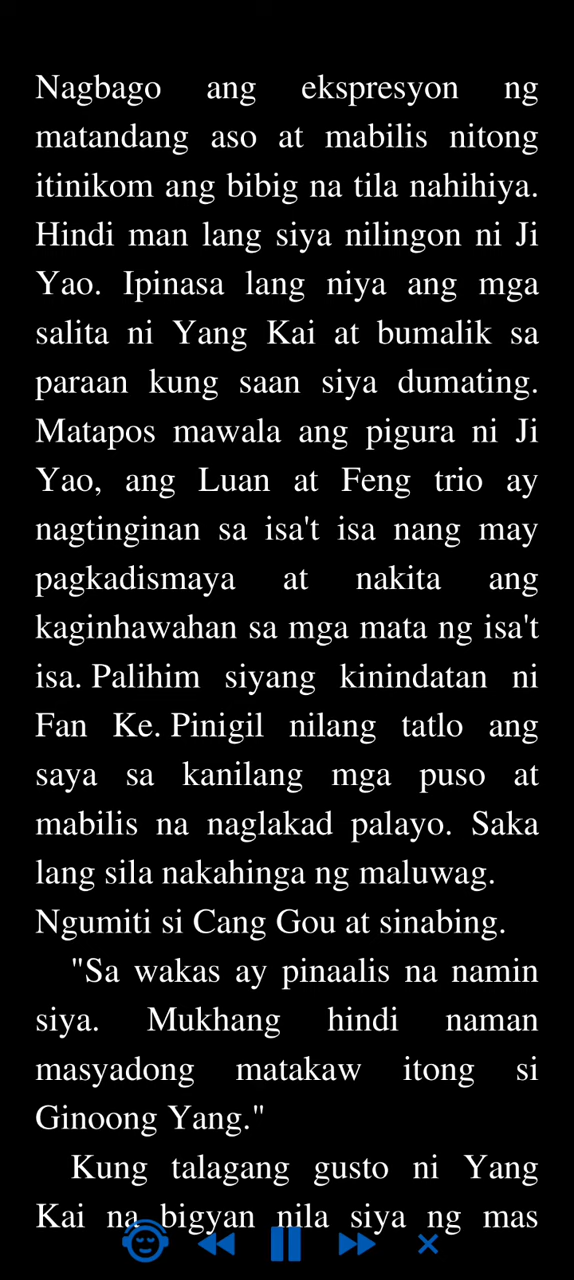 Nagbago ang ekspresyon ng
matandang aso at mabilis nitong
itinikom ang bibig na tila nahihiya.
Hindi man lang siya nilingon ni Ji
Yao. Ipinasa lang niya ang mga
salita ni Yang Kai at bumalik sa
paraan kung saan siya dumating.
Matapos mawala ang pigura ni Ji
Yao, ang Luan at Feng trio ay
nagtinginan sa isa't isa nang may
pagkadismaya at nakita ang
kaginhawahan sa mga mata ng isa't
isa. Palihim siyang kinindatan ni
Fan Ke. Pinigil nilang tatlo ang
saya sa kanilang mga puso at
mabilis na naglakad palayo. Saka
lang sila nakahinga ng maluwag.
Ngumiti si Cang Gou at sinabing.
"Sa wakas ay pinaalis na namin
siya. Mukhang hindi naman
masyadong matakaw itong si
Ginoong Yang."
Kung talagang gusto ni Yang
Kai na bigyan nila siya ng mas